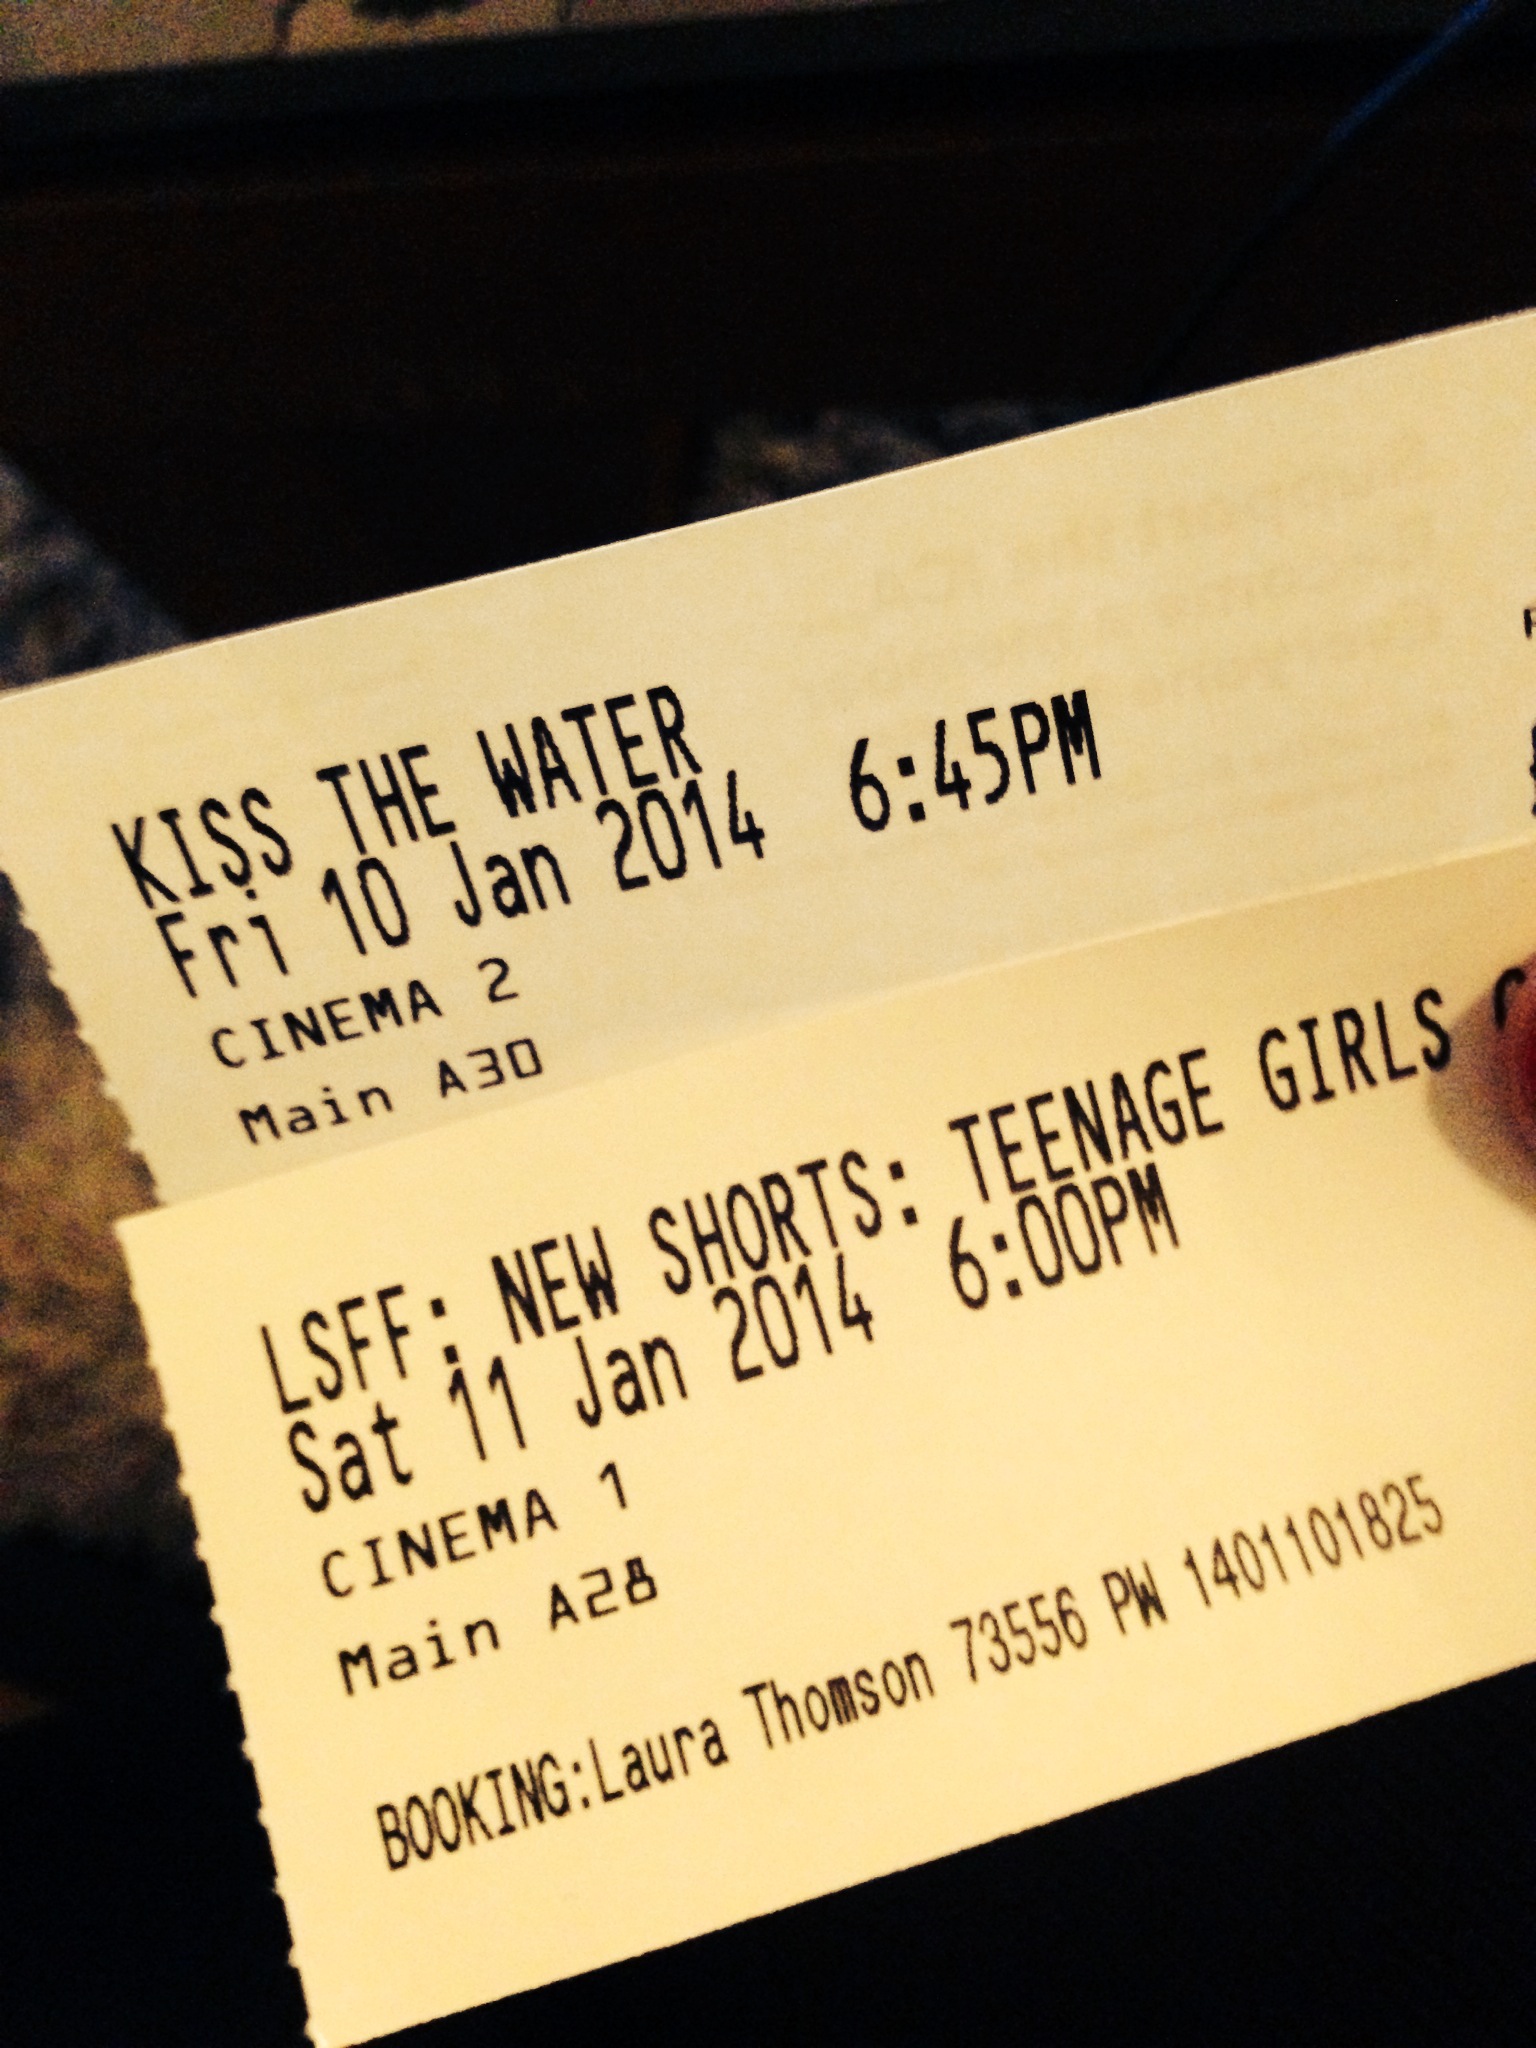 KISS THE WATER
Fri 10 Jan 2014 6:45PM
CINEMA 2
Main A30
LSFF: NEW SHORTS: TEENAGE GIRLS
Sat 11 Jan 2014 6:00PM
CINEMA 1
Main A28
BOOKING:Laura Thomson 73556 PW 1401101825